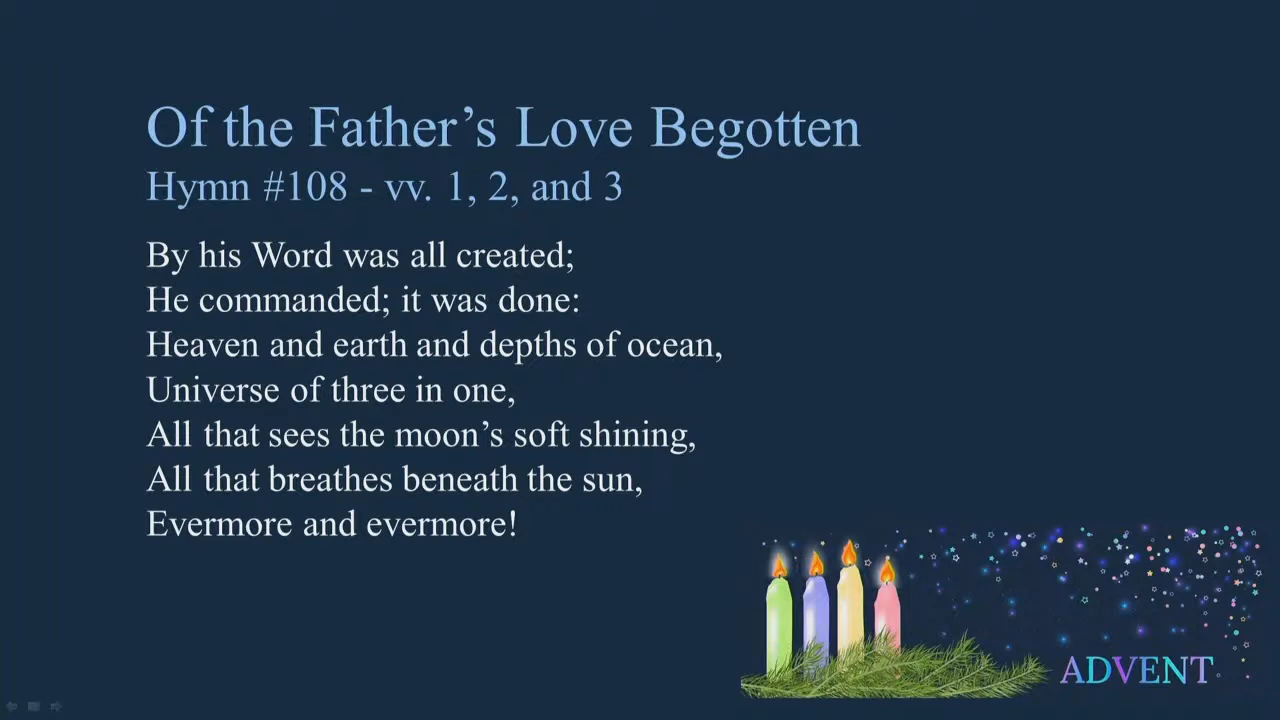 Of the Father’s Love Begotten
Hymn #108 - vv. 1, 2, and 3
By his Word was all created;
He commanded; it was done:
Heaven and earth and depths of ocean,
Universe of three in one,
All that sees the moon’s soft shining,
All that breathes beneath the sun,
Evermore and evermore!
ADVENT